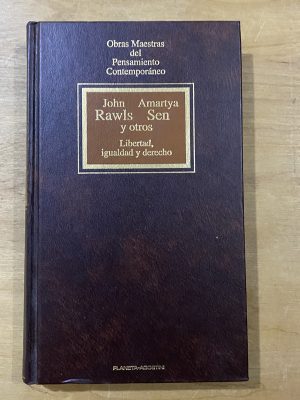 Obras Maestras
del
Pensamiento
Contemporáneo
John Amartya
Rawls Sen
y otros
Libertad,
igualdad y derecho
PLANETA-AGOSTINI